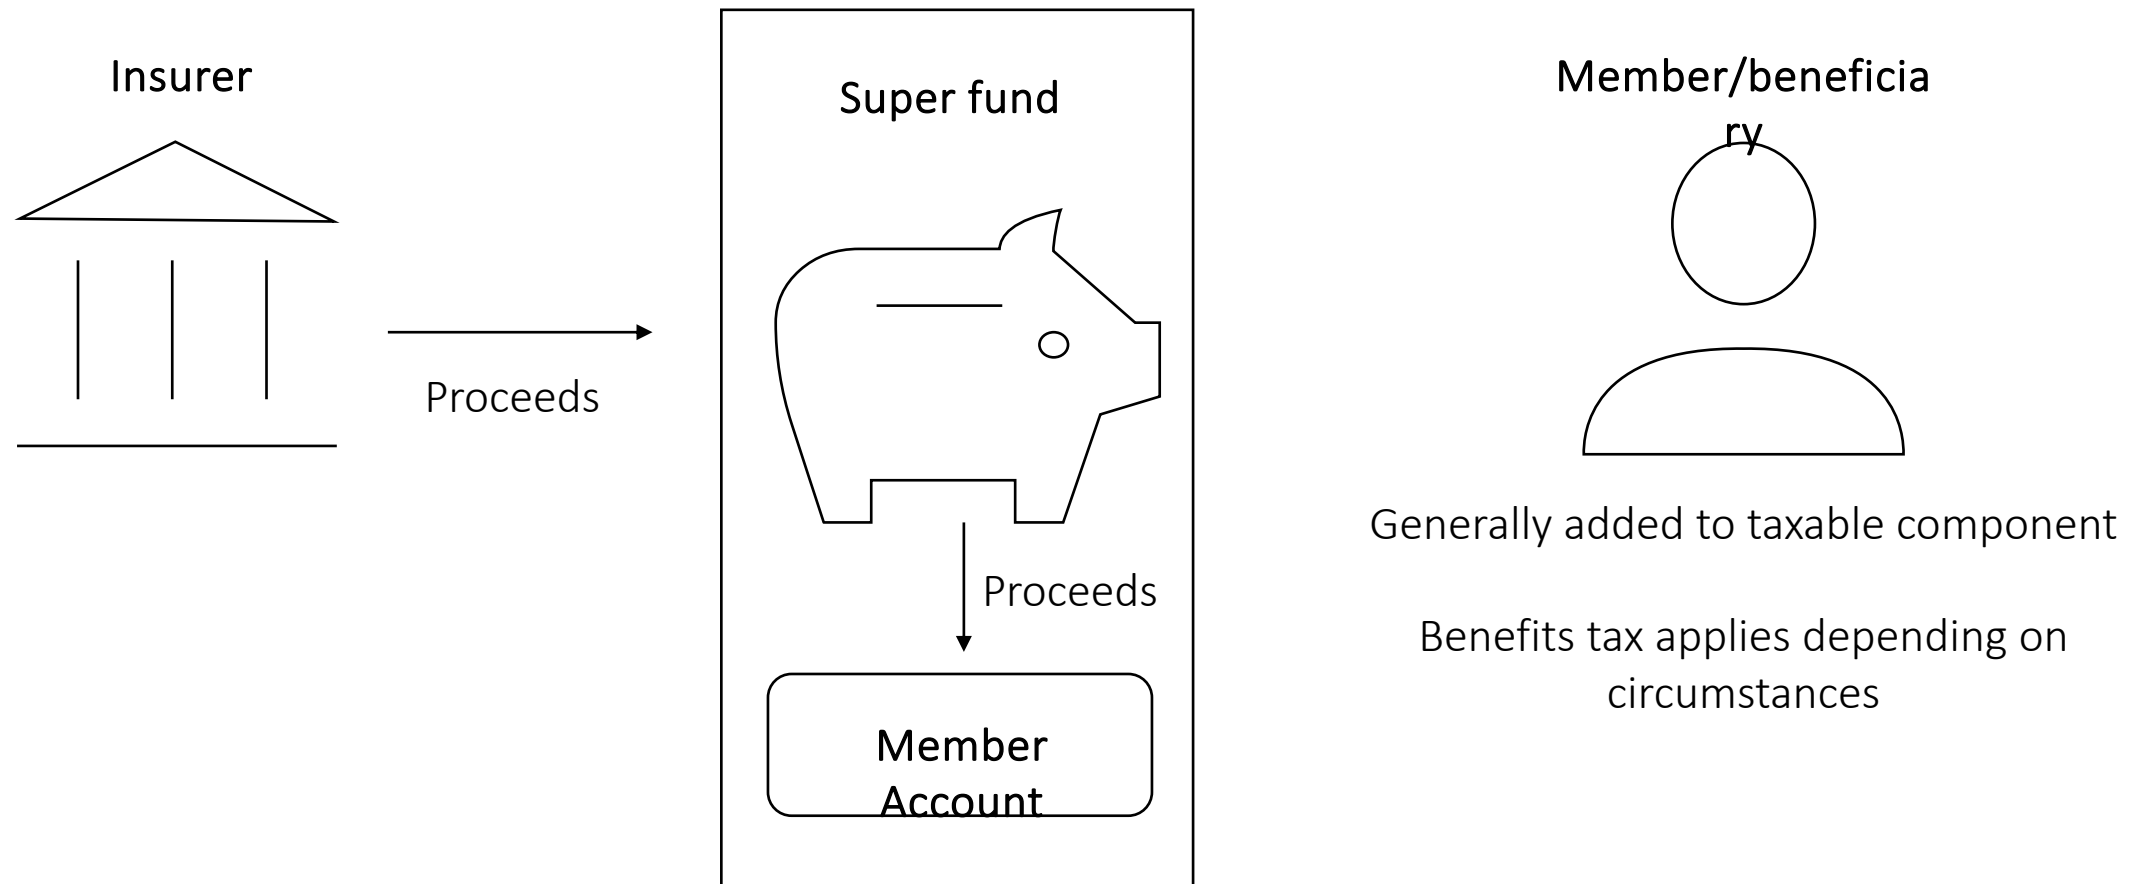 Insurer
Proceeds
Super fund
Proceeds
Member
Account
Member/beneficia
ry
Generally added to taxable component
Benefits tax applies depending on
circumstances